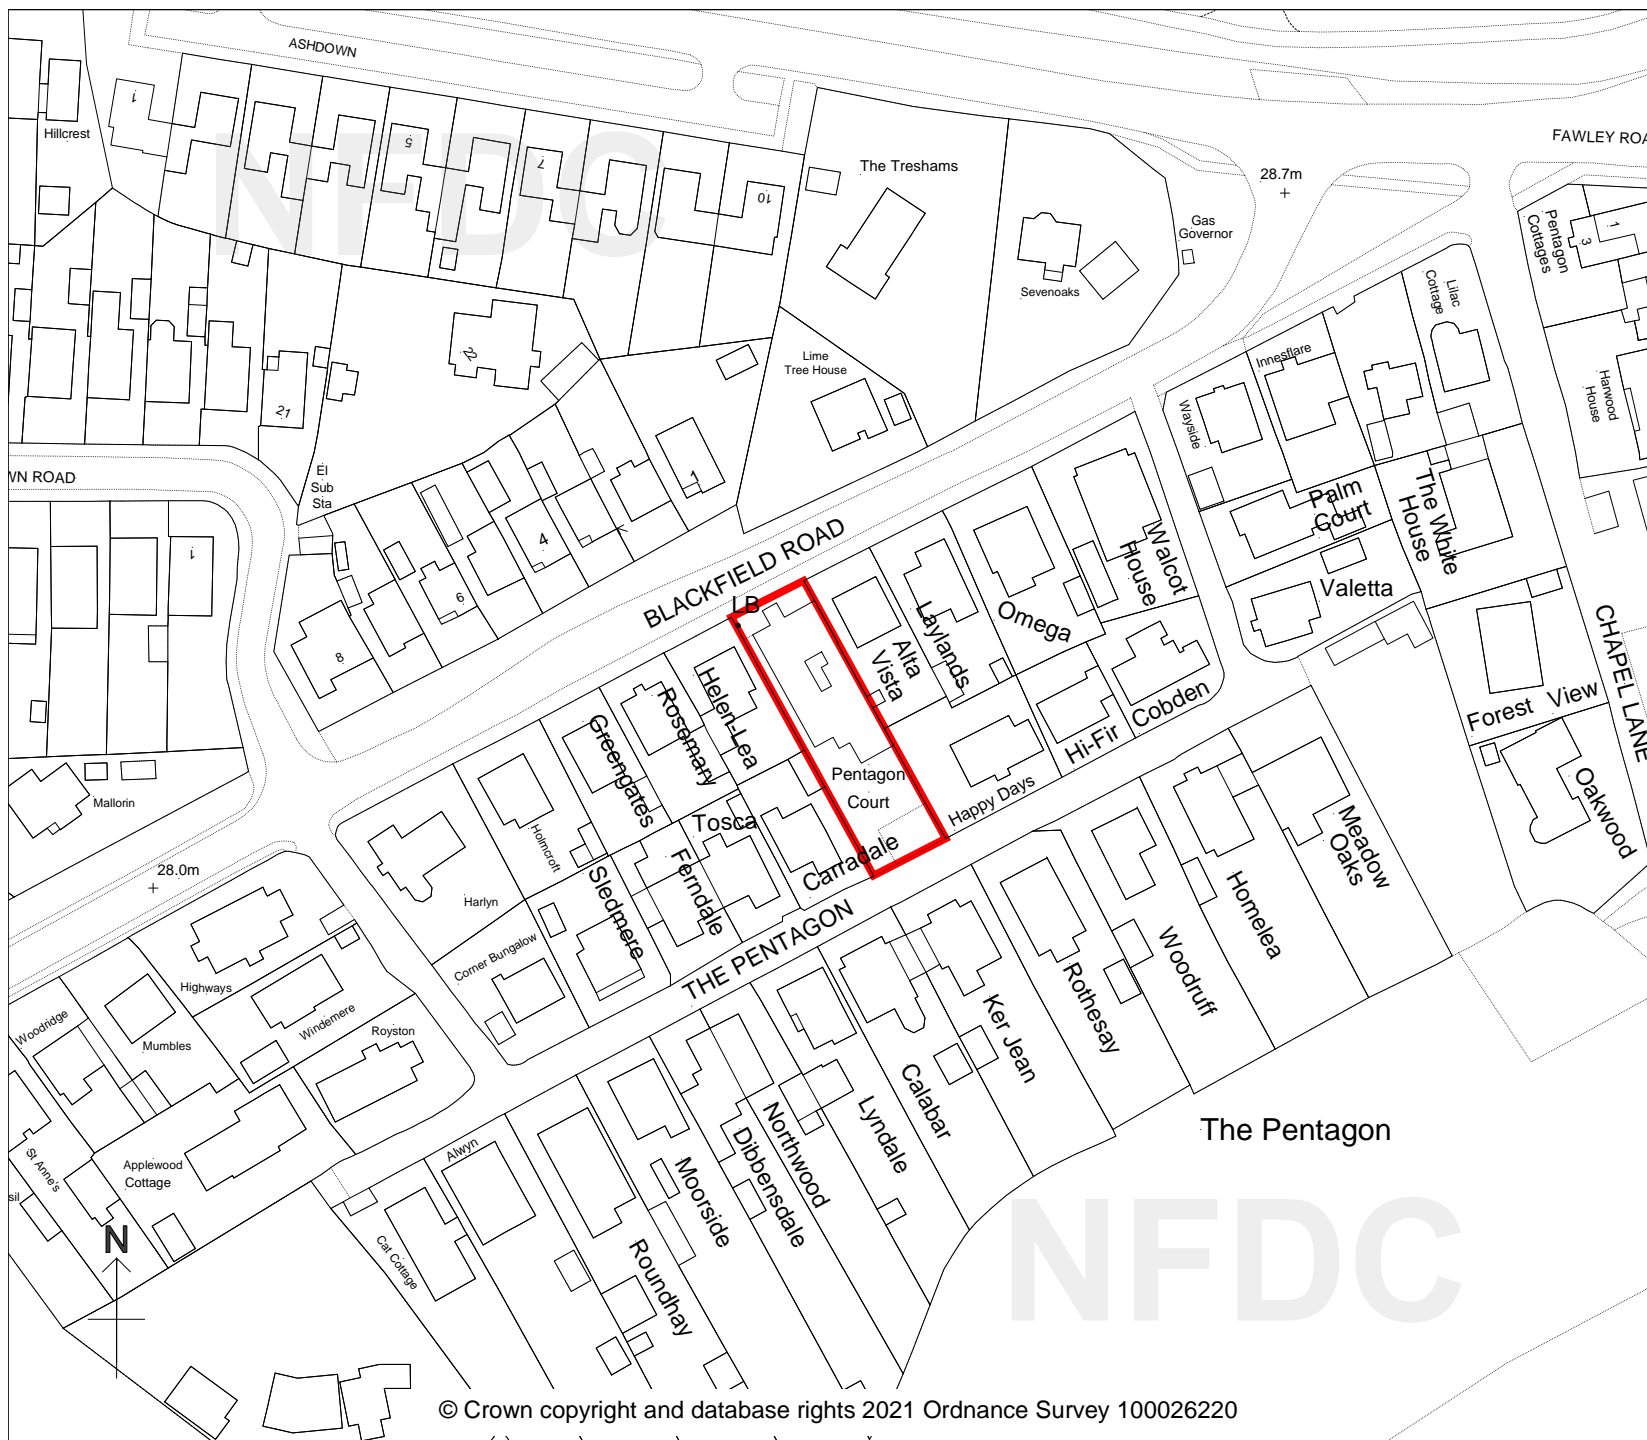 ASHDOWN
Hillcrest
1
5
7
10
The Treshams
28.7m
FAWLEY ROA
Gas
Governor
Sevenoaks
Pentagon
Cottages
1
3
Lilac
Cottage
Innesflare
Wayside
Harwood
House
22
21
Lime
Tree House
WN ROAD
El
Sub
Sta
1
4
6
8
1
BLACKFIELD ROAD
LB
Palm
Court
The White
House
Valetta
Walcot
House
Omega
Laylands
Alta
Vista
CHAPEL LANE
Cobden
Hi-Fir
Happy Days
Forest View
Oakwood
Helen-Lea
Rosemary
Greengates
Pentagon
Court
Tosca
Carradale
Ferndale
Sledmere
Holmcroft
Mallorin
28.0m
Harlyn
Corner Bungalow
THE PENTAGON
Meadow
Oaks
Homelea
Woodruff
Rothesay
Ker Jean
Calabar
Lyndale
Northwood
Dibbensdale
Moorside
Roundhay
Highways
Windemere
Royston
Mumbles
Woodridge
St Anne's
sil
Applewood
Cottage
Alwyn
Cat Cottage
The Pentagon
N
NFDC
NFDC
© Crown copyright and database rights 2021 Ordnance Survey 100026220